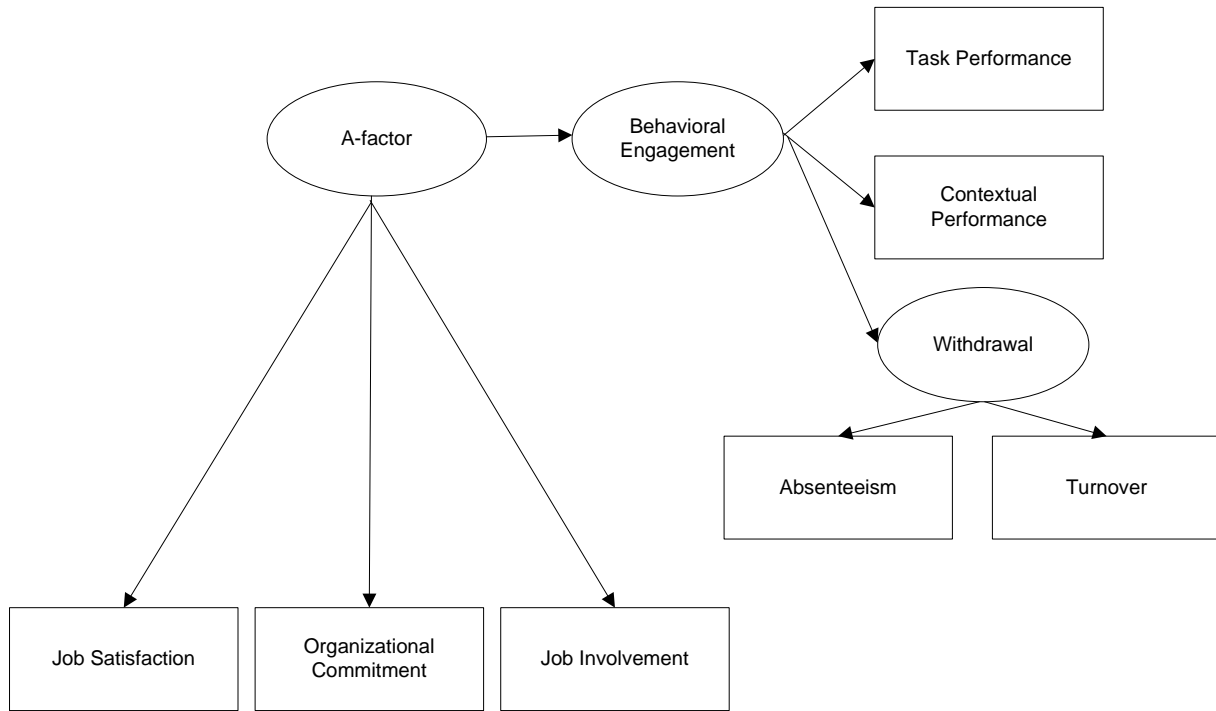 Task Performance
A-factor
Behavioral
Engagement
Contextual
Performance
Withdrawal
Absenteeism
Turnover
Job Satisfaction
Organizational
Commitment
Job Involvement